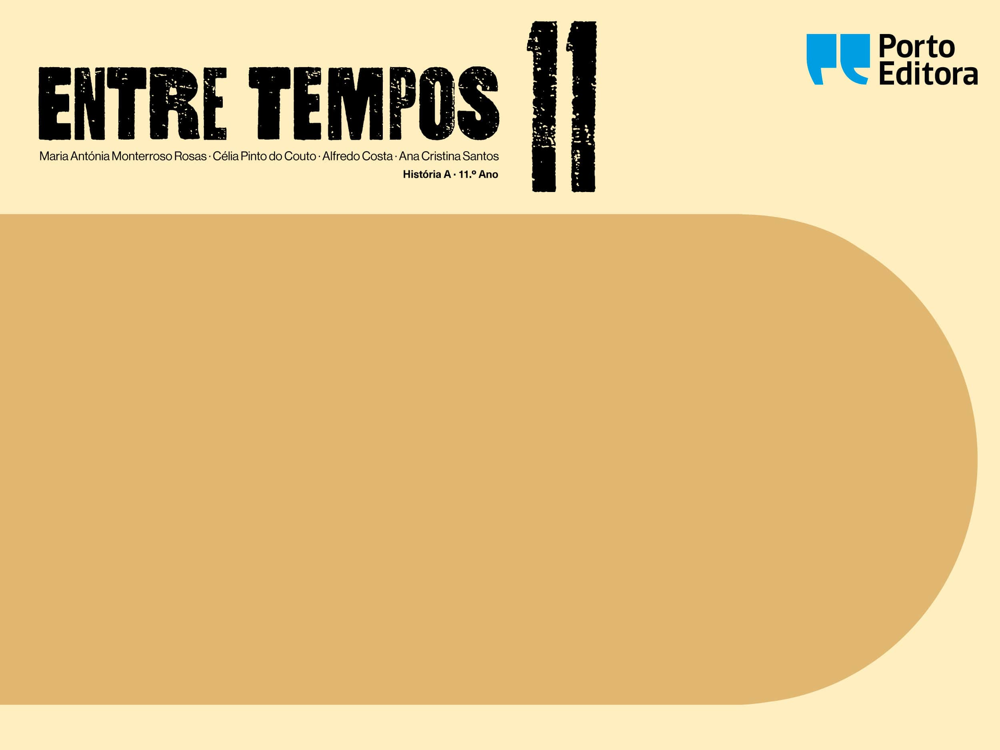 ENTRE TEMPOS 11
Maria Antónia Monterroso Rosas · Célia Pinto do Couto · Alfredo Costa · Ana Cristina Santos
História A · 11.º Ano
Porto
Editora